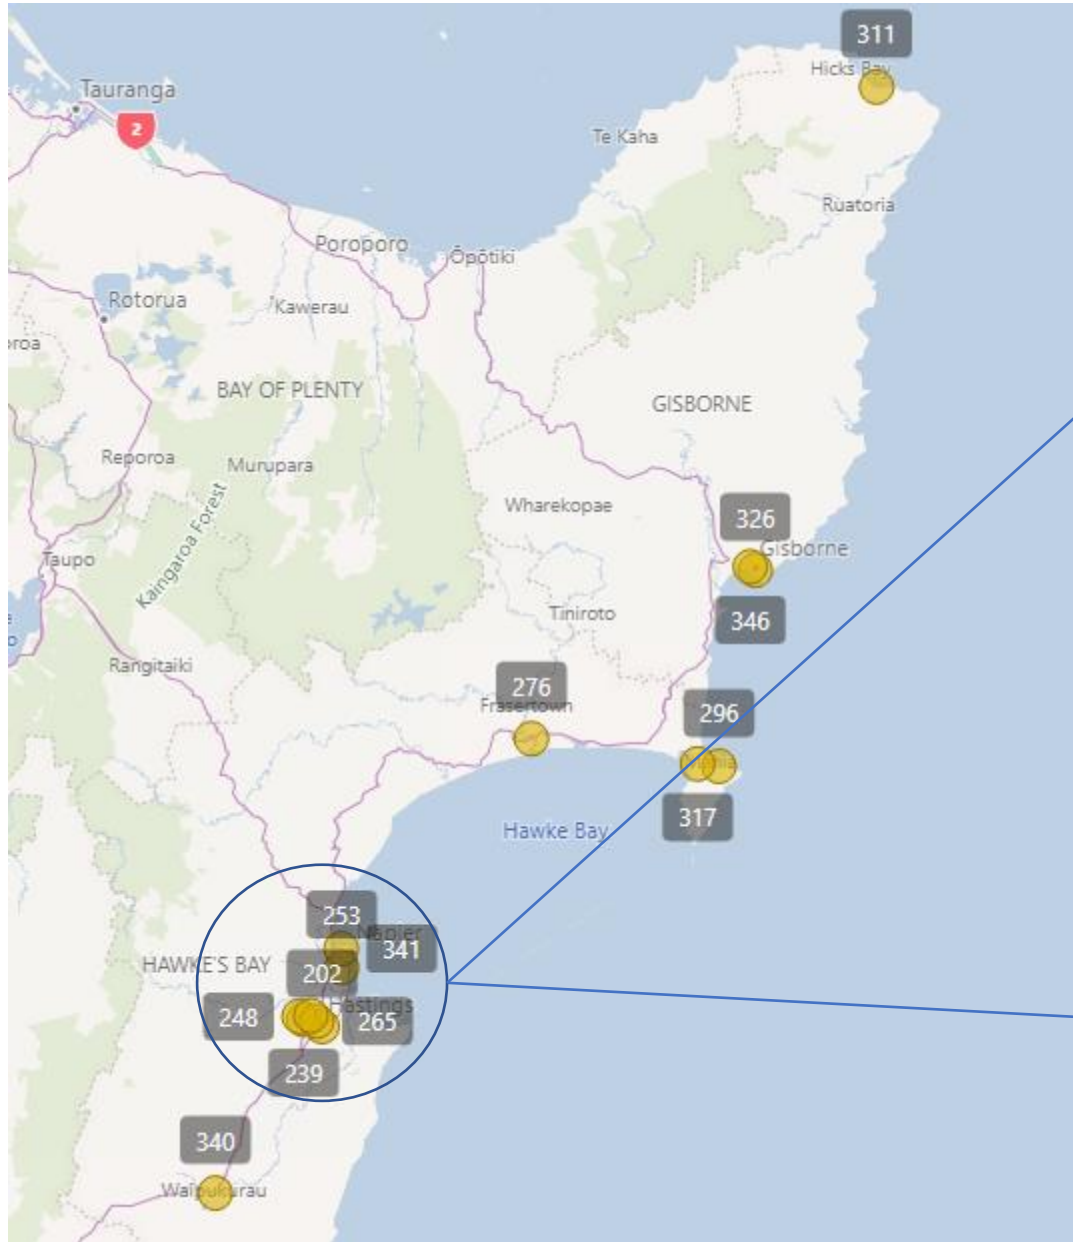 311
Hicks Bay
Tauranga
2
Te Kaha
Ruatoria
Poroporo
Ōpōtiki
Rotorua
Kawerau
oroa
BAY OF PLENTY
GISBORNE
Reporoa
Murupara
Wharekopae
Kaingaroa Forest
326
Gisborne
Taupo
Tiniroto
346
Rangitaiki
276
Frasertown
296
317
Hawke Bay
253
Napier
341
HAWKE'S BAY
202
Hastings
248
265
239
340
Waipukurau